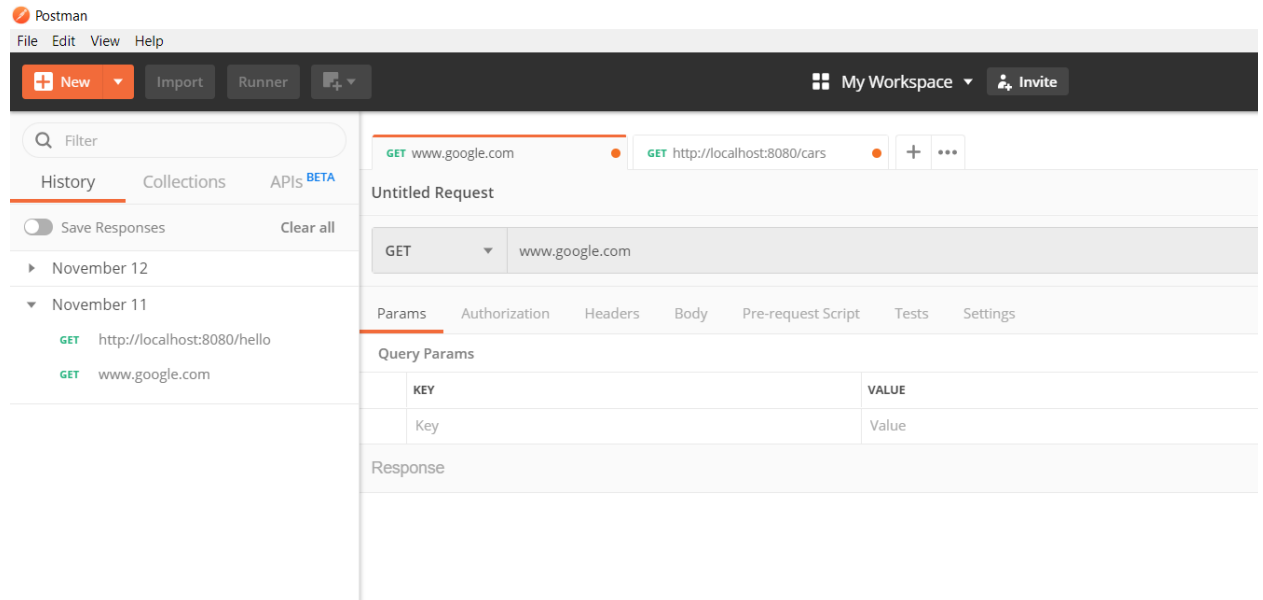 Postman
File Edit View Help
New Import Runner My Workspace Invite
Filter
History Collections APIs BETA
Save Responses Clear all
November 12
November 11
GET http://localhost:8080/hello
GET www.google.com
GET www.google.com GET http://localhost:8080/cars
Untitled Request
GET www.google.com
Params Authorization Headers Body Pre-request Script Tests Settings
Query Params
KEY VALUE
Key Value
Response